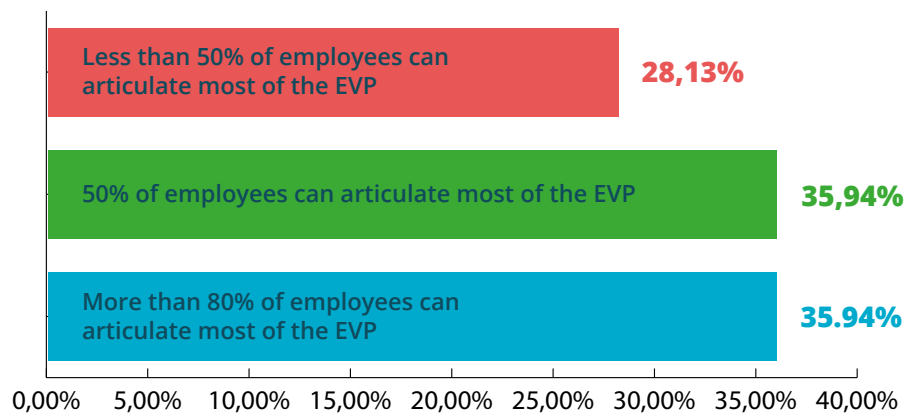 Less than 50% of employees can
articulate most of the EVP
28,13%
50% of employees can articulate most of the EVP
35,94%
More than 80% of employees can
articulate most of the EVP
35.94%
0,00% 5,00% 10,00% 15,00% 20,00% 25,00% 30,00% 35,00% 40,00%